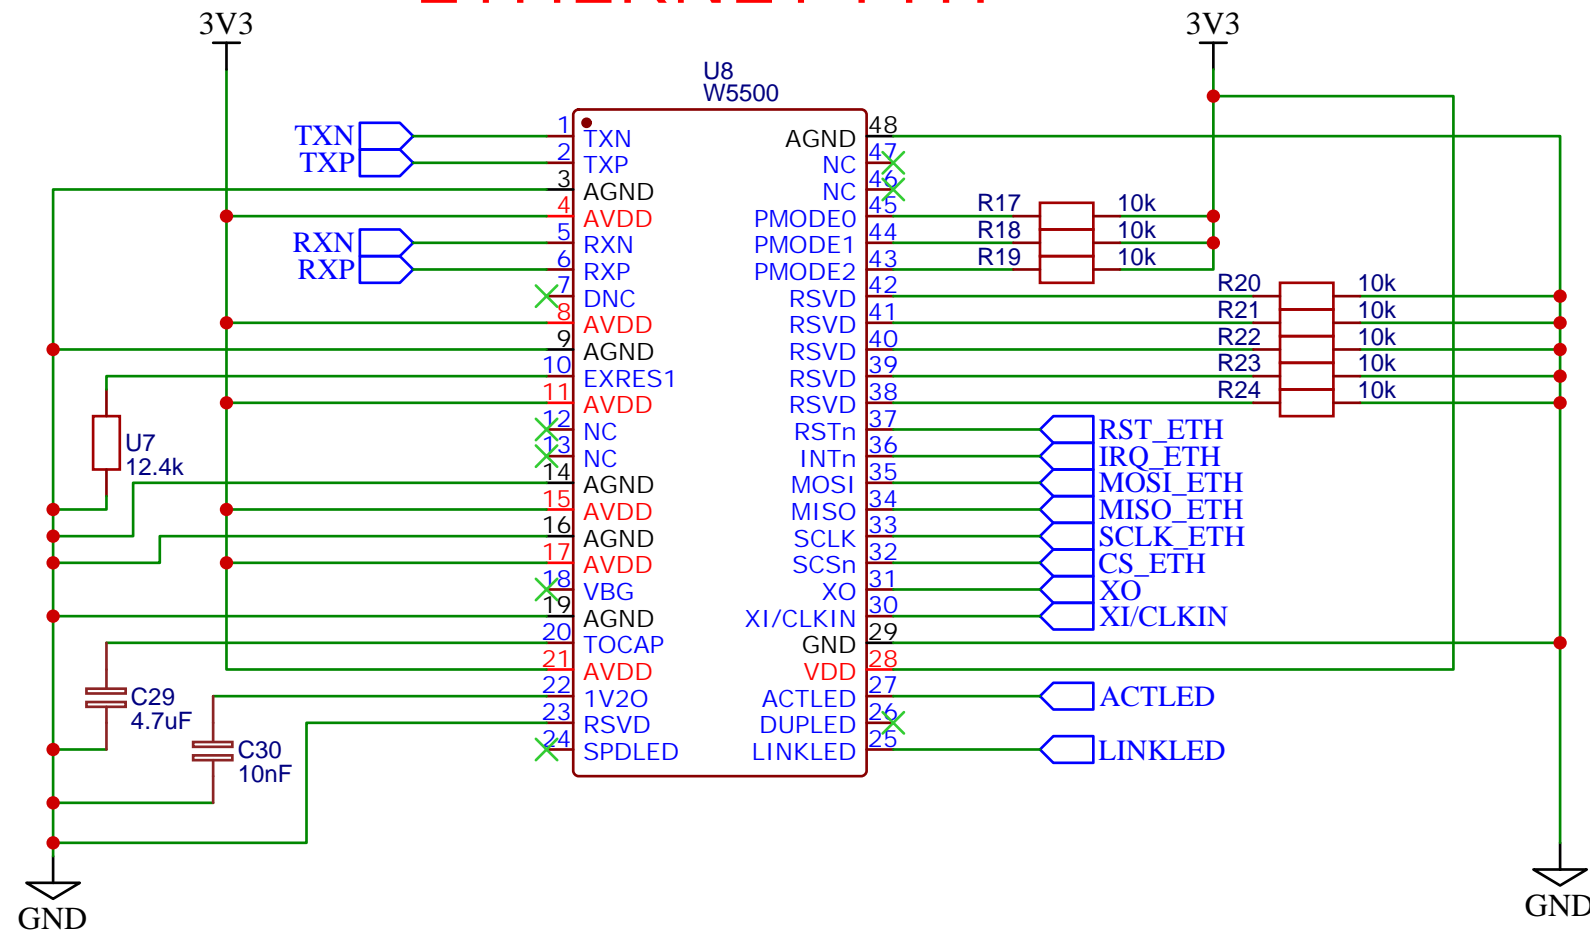 ETHERNET PHY
3V3
3V3
U8
W5500
TXN
TXP
RXN
RXP
1 TXN
2 TXP
3 AGND
4 AVDD
5 RXN
6 RXP
7 DNC
8 AVDD
9 AGND
10 EXRES1
11 AVDD
12 NC
13 NC
14 AGND
15 AVDD
16 AGND
17 AVDD
18 VBG
19 AGND
20 TOCAP
21 AVDD
22 1V2O
23 RSVD
24 SPDLED
AGND 48
NC 47
NC 46
PMODE0 45
PMODE1 44
PMODE2 43
RSVD 42
RSVD 41
RSVD 40
RSVD 39
RSVD 38
RSTn 37
INTn 36
MOSI 35
MISO 34
SCLK 33
SCSn 32
XO 31
XI/CLKIN 30
GND 29
VDD 28
ACTLED 27
DUPLED 26
LINKLED 25
R17 10k
R18 10k
R19 10k
R20 10k
R21 10k
R22 10k
R23 10k
R24 10k
RST_ETH
IRQ_ETH
MOSI_ETH
MISO_ETH
SCLK_ETH
CS_ETH
XO
XI/CLKIN
ACTLED
LINKLED
U7
12.4k
C29
4.7uF
C30
10nF
GND
GND